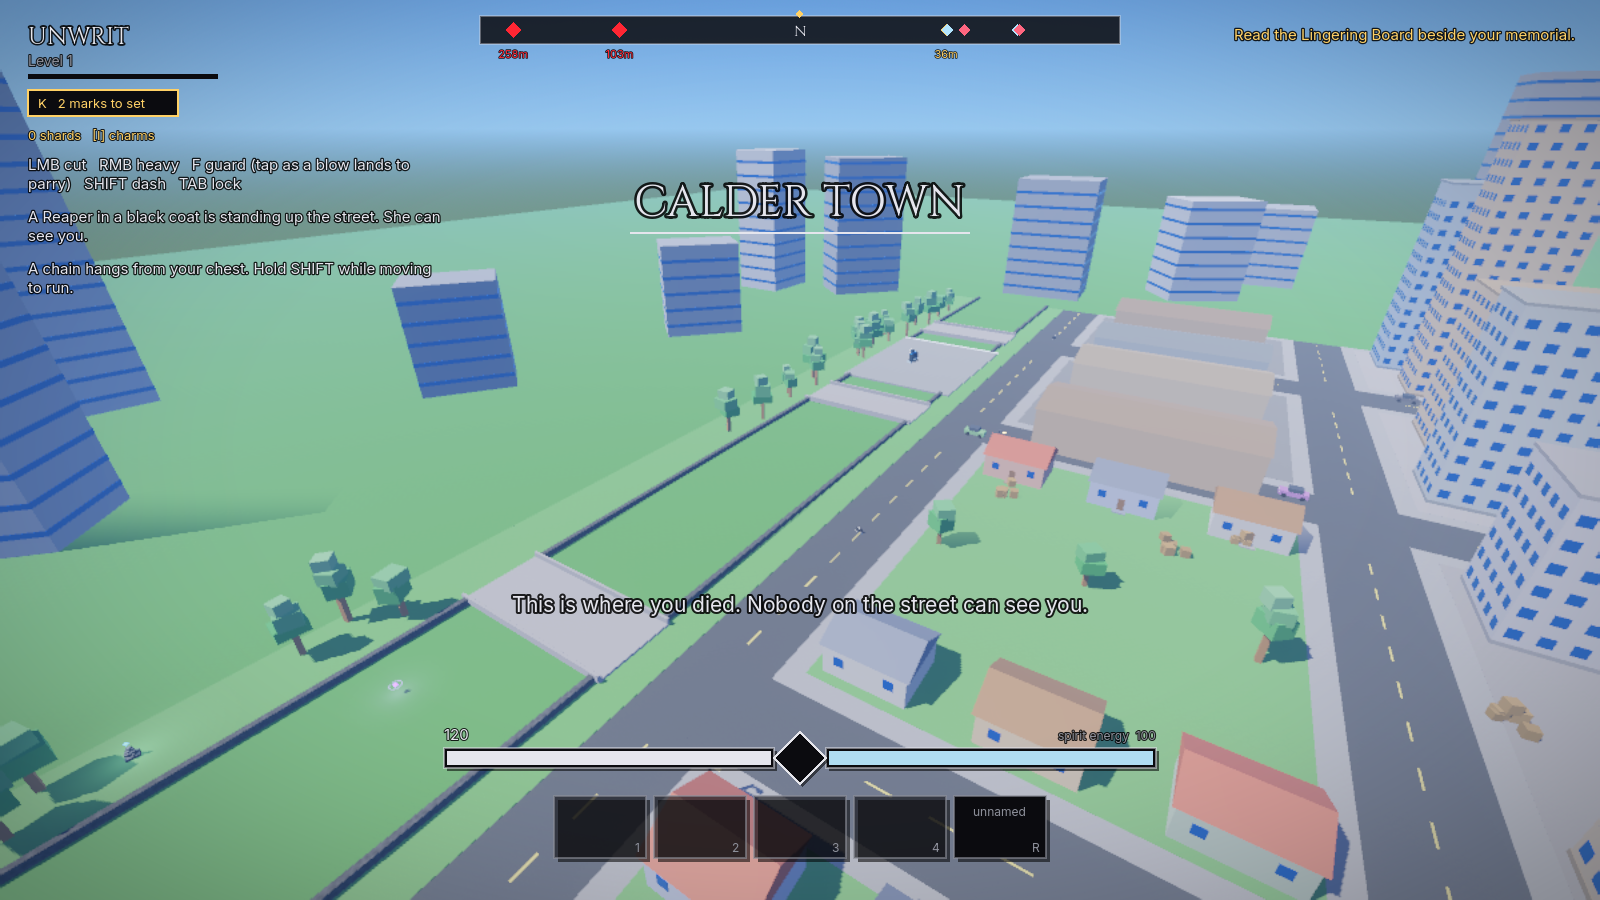 UNWRIT
Level 1
K 2 marks to set
0 shards [I] charms
LMB cut RMB heavy F guard (tap as a blow lands to
parry) SHIFT dash TAB lock
A Reaper in a black coat is standing up the street. She can
see you.
A chain hangs from your chest. Hold SHIFT while moving
to run.
N
258m
103m
36m
Read the Lingering Board beside your memorial.
CALDER TOWN
This is where you died. Nobody on the street can see you.
120
spirit energy 100
1
2
3
4
unnamed
R